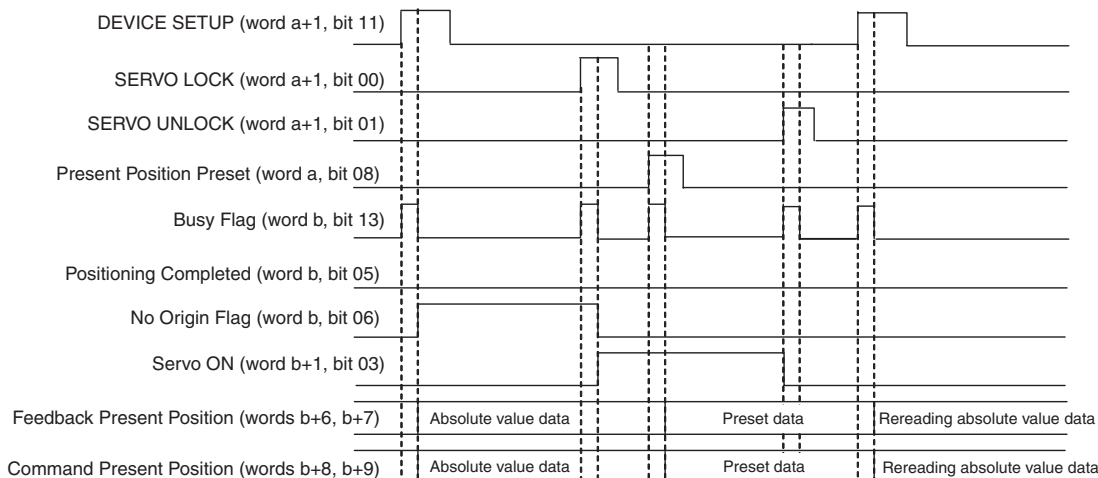 DEVICE SETUP (word a+1, bit 11)
SERVO LOCK (word a+1, bit 00)
SERVO UNLOCK (word a+1, bit 01)
Present Position Preset (word a, bit 08)
Busy Flag (word b, bit 13)
Positioning Completed (word b, bit 05)
No Origin Flag (word b, bit 06)
Servo ON (word b+1, bit 03)
Feedback Present Position (words b+6, b+7) Absolute value data Preset data Rereading absolute value data
Command Present Position (words b+8, b+9) Absolute value data Preset data Rereading absolute value data